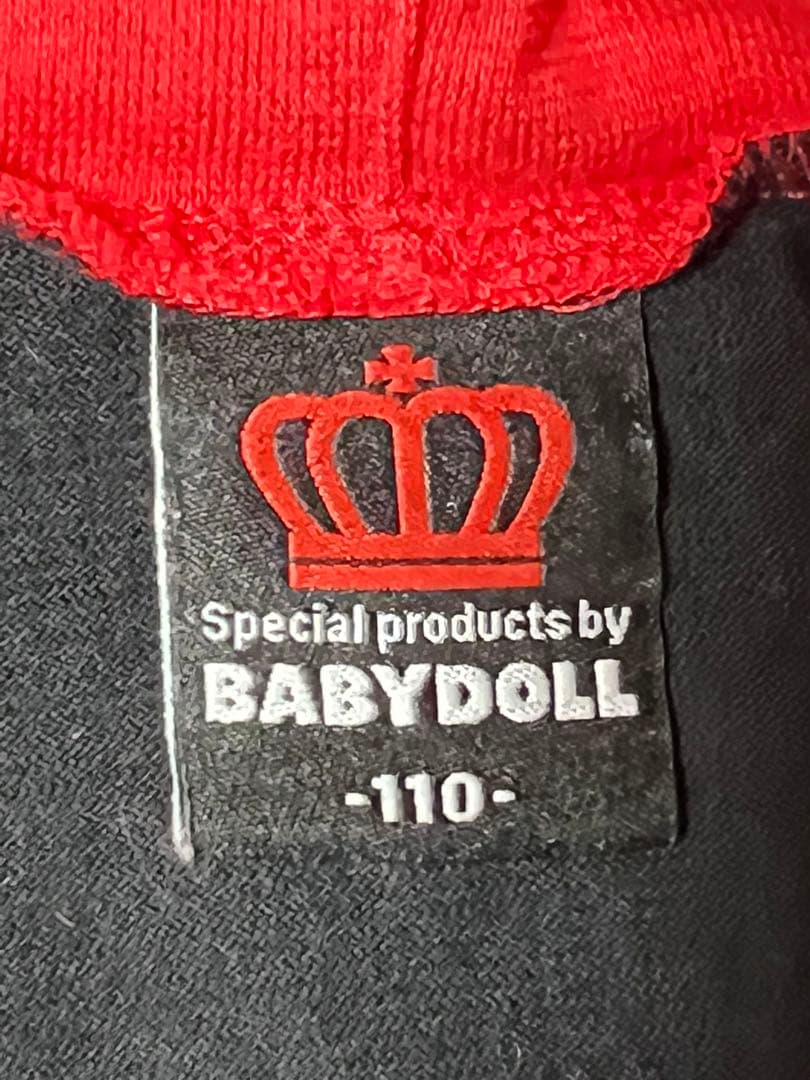 Special products by
BABYDOLL
-110-